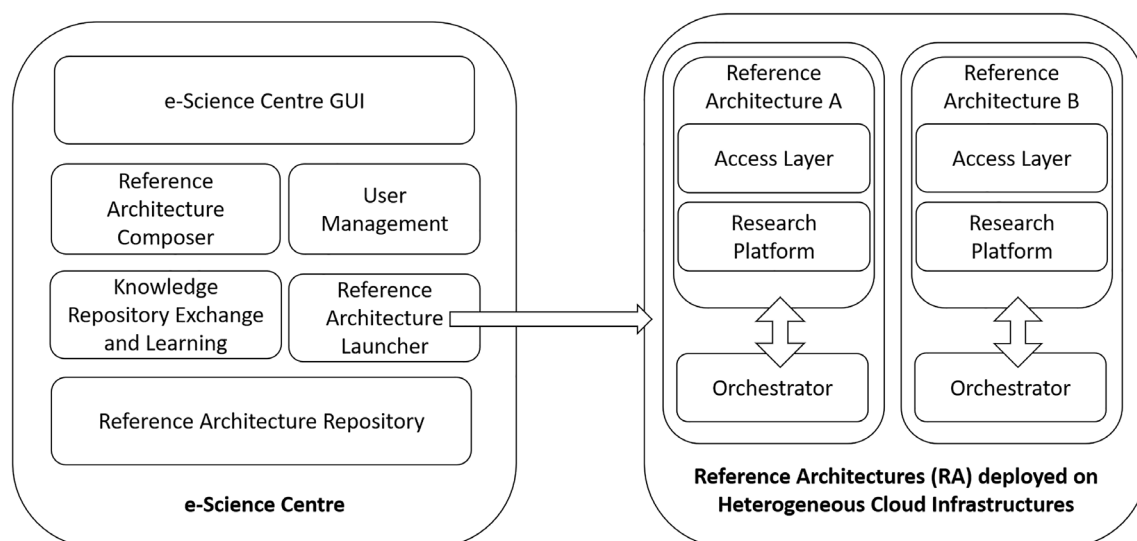 e-Science Centre GUI
Reference
Architecture
Composer
User
Management
Knowledge
Repository Exchange
and Learning
Reference
Architecture
Launcher
Reference Architecture Repository
e-Science Centre
Reference
Architecture A
Access Layer
Research
Platform
Orchestrator
Reference
Architecture B
Access Layer
Research
Platform
Orchestrator
Reference Architectures (RA) deployed on
Heterogeneous Cloud Infrastructures